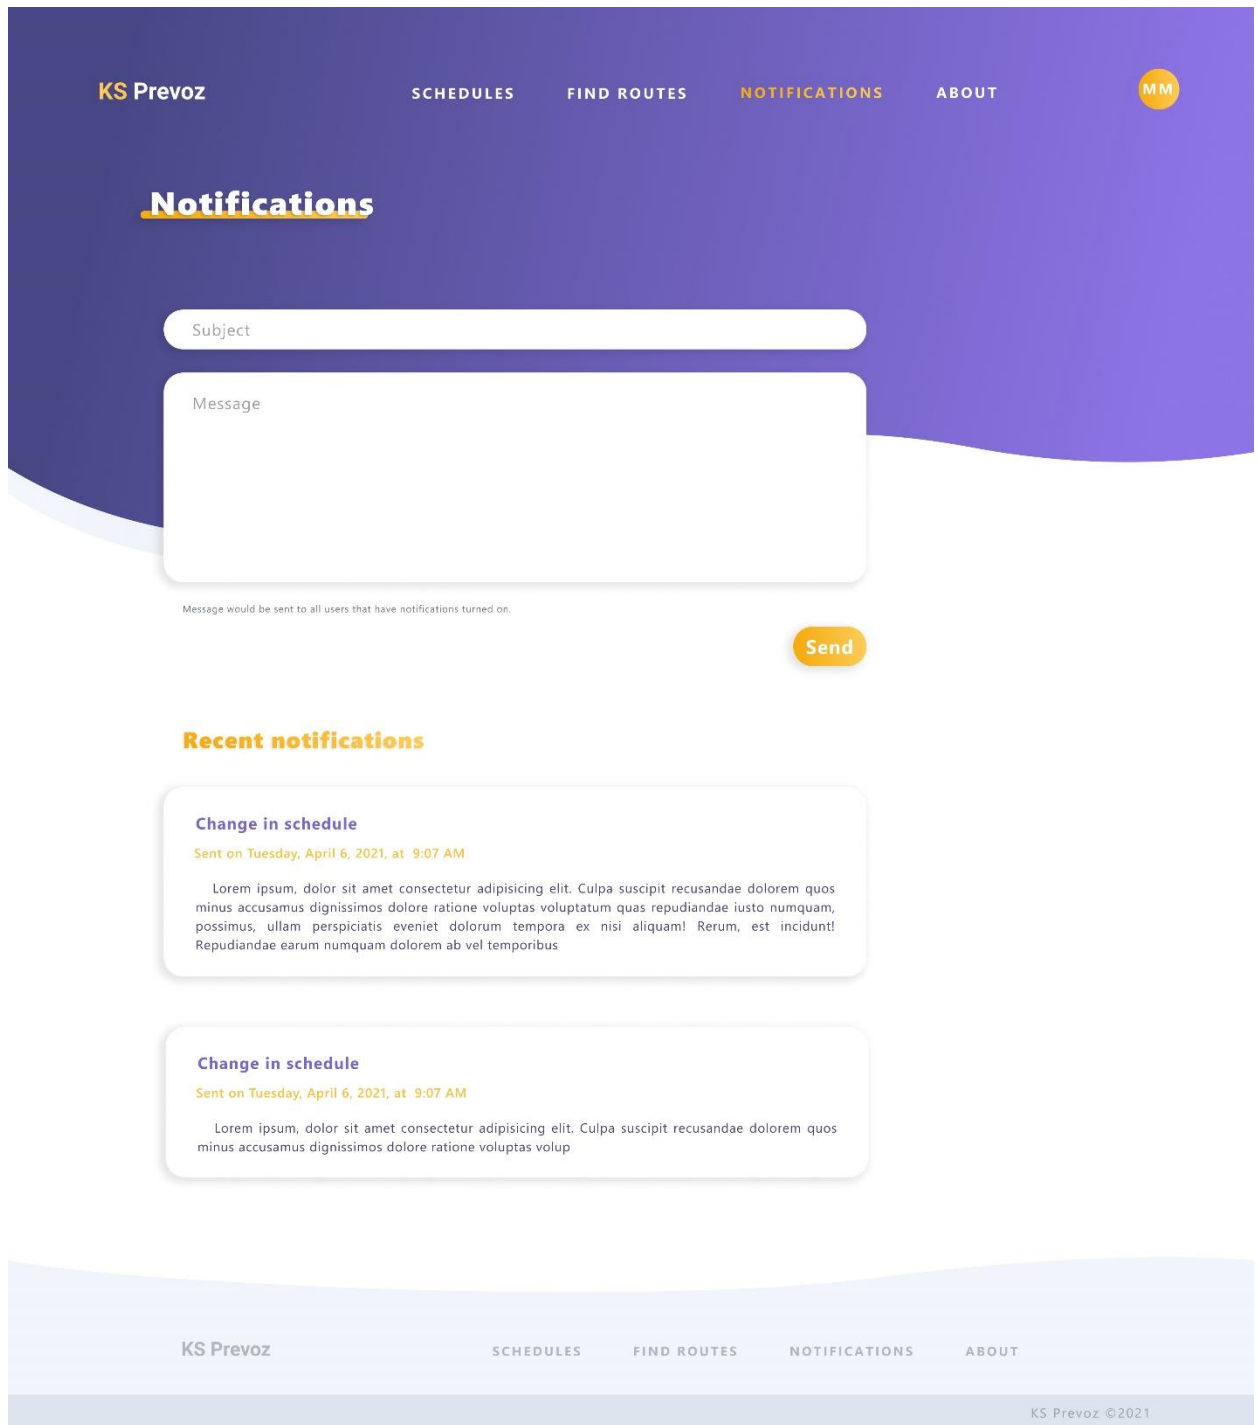 KS Prevoz
SCHEDULES FIND ROUTES NOTIFICATIONS ABOUT
MM
Notifications
Subject
Message
Message would be sent to all users that have notifications turned on.
Send
Recent notifications
Change in schedule
Sent on Tuesday, April 6, 2021, at 9:07 AM
Lorem ipsum, dolor sit amet consectetur adipisicing elit. Culpa suscipit recusandae dolorem quos
minus accusamus dignissimos dolore ratione voluptas voluptatum quas repudiandae iusto numquam,
possimus, ullam perspiciatis eveniet dolorum tempora ex nisi aliquam! Rerum, est incidunt!
Repudiandae earum numquam dolorem ab vel temporibus
Change in schedule
Sent on Tuesday, April 6, 2021, at 9:07 AM
Lorem ipsum, dolor sit amet consectetur adipisicing elit. Culpa suscipit recusandae dolorem quos
minus accusamus dignissimos dolore ratione voluptas volup
KS Prevoz
SCHEDULES FIND ROUTES NOTIFICATIONS ABOUT
KS Prevoz ©2021